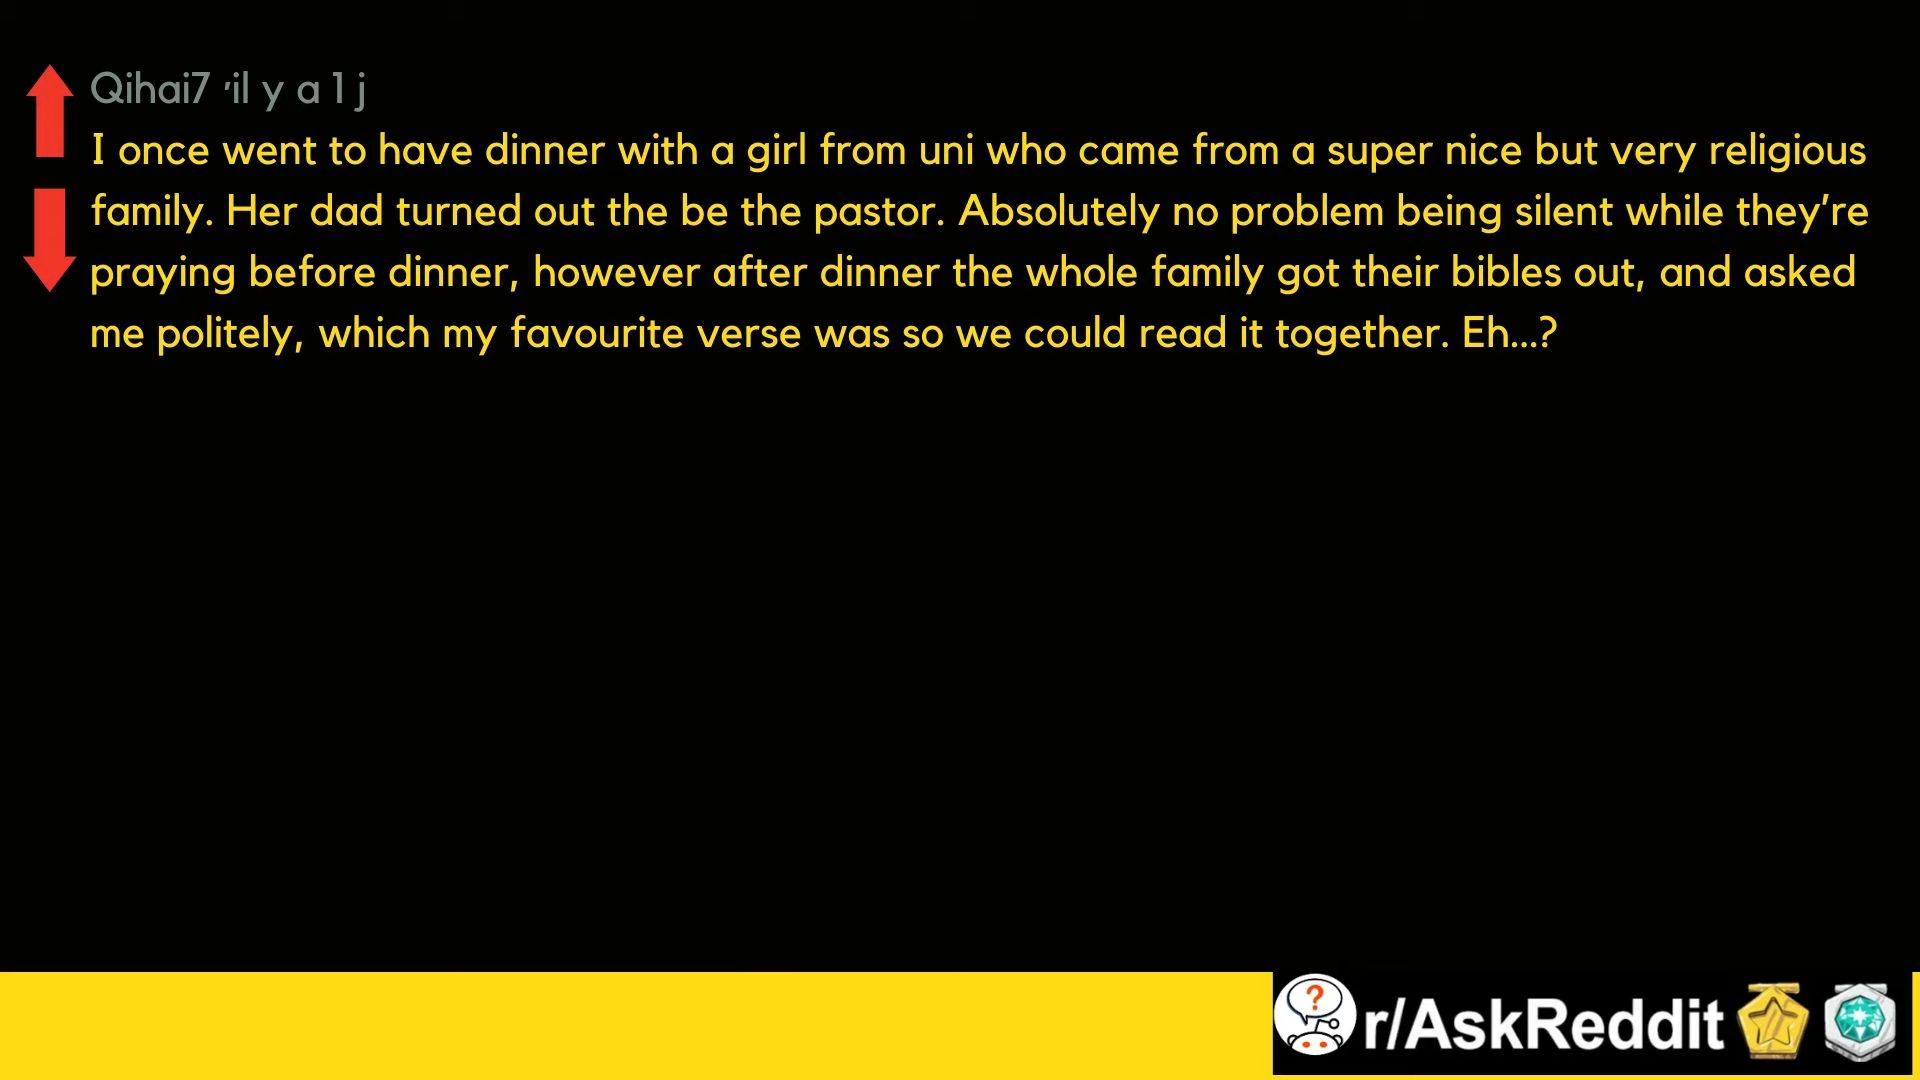 Qihai7 ·il y a 1 j
I once went to have dinner with a girl from uni who came from a super nice but very religious
family. Her dad turned out the be the pastor. Absolutely no problem being silent while they’re
praying before dinner, however after dinner the whole family got their bibles out, and asked
me politely, which my favourite verse was so we could read it together. Eh...?
?
r/AskReddit